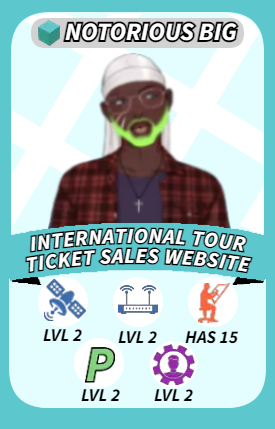 NOTORIOUS BIG
INTERNATIONAL TOUR
TICKET SALES WEBSITE
LVL 2
LVL 2
HAS 15
P
LVL 2
LVL 2